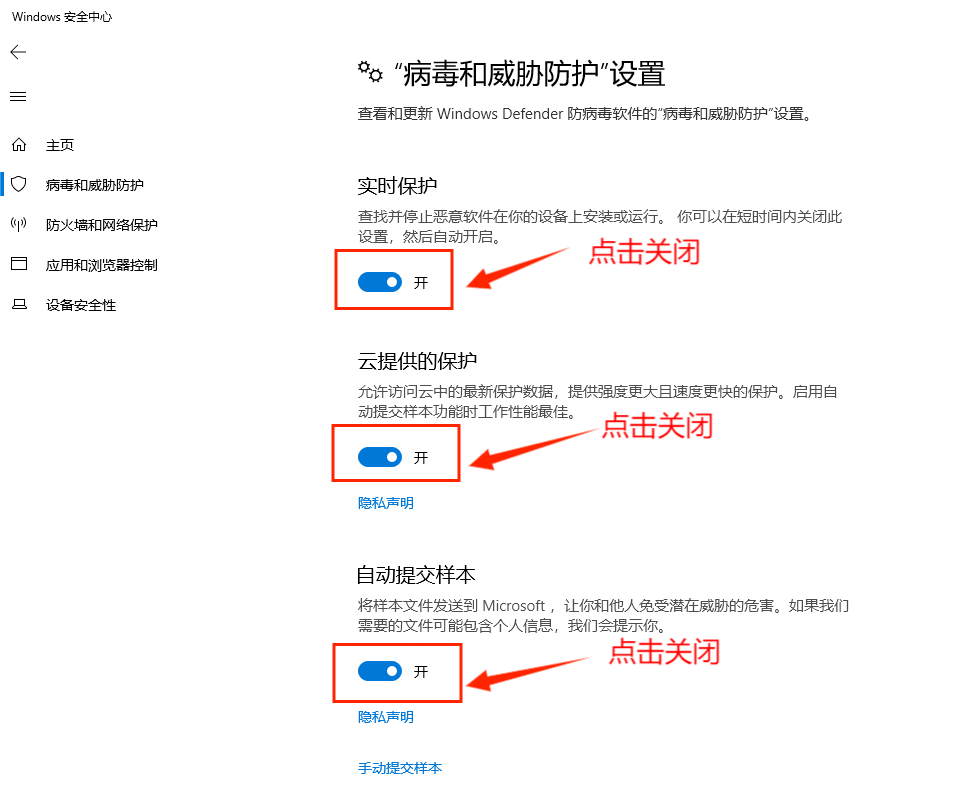 Windows 安全中心
主页
病毒和威胁防护
防火墙和网络保护
应用和浏览器控制
设备安全性
“病毒和威胁防护”设置
查看和更新 Windows Defender 防病毒软件的“病毒和威胁防护”设置。
实时保护
查找并停止恶意软件在你的设备上安装或运行。 你可以在短时间内关闭此
设置，然后自动开启。
点击关闭
开
云提供的保护
允许访问云中的最新保护数据，提供强度更大且速度更快的保护。启用自
动提交样本功能时工作性能最佳。
点击关闭
开
隐私声明
自动提交样本
将样本文件发送到 Microsoft ，让你和他人免受潜在威胁的危害。如果我们
需要的文件可能包含个人信息，我们会提示你。
点击关闭
开
隐私声明
手动提交样本